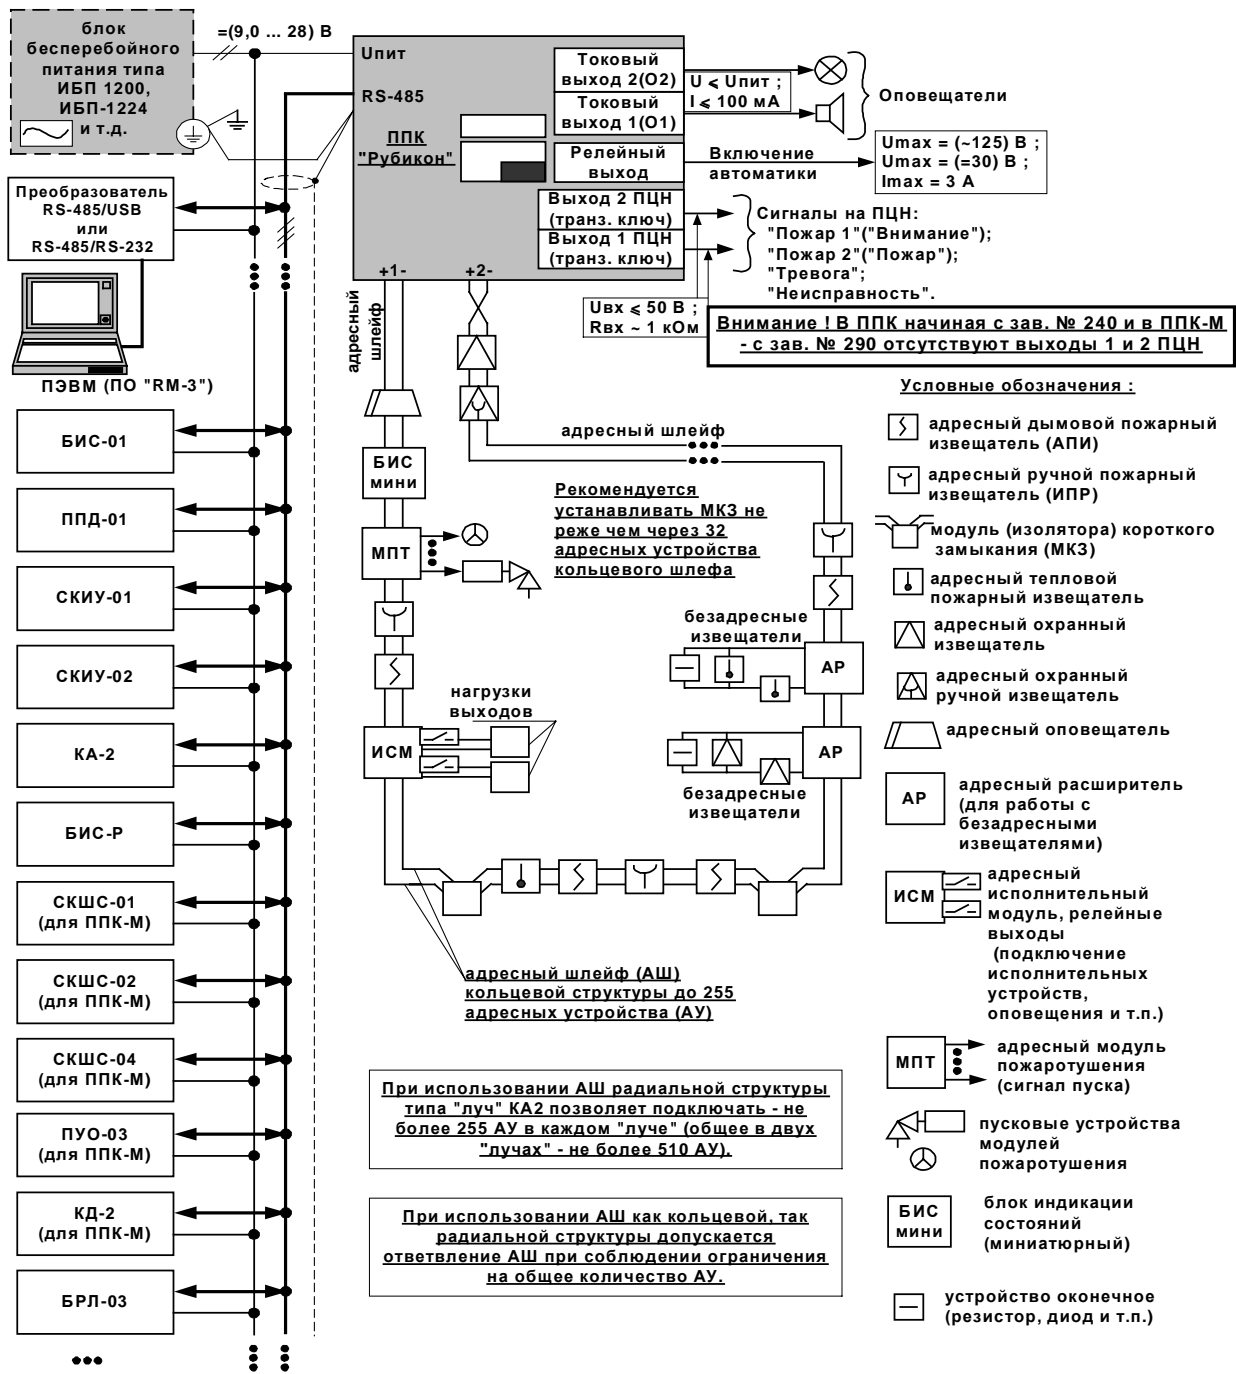 блок
бесперебойного
питания типа
ИБП 1200,
ИБП-1224
и т.д.
=(9,0 ... 28) В
Uпит
RS-485
ППК
"Рубикон"
Токовый
выход 2(О2)
Токовый
выход 1(О1)
Релейный
выход
Выход 2 ПЦН
(транз. ключ)
Выход 1 ПЦН
(транз. ключ)
+1-
+2-
U ⩽ Uпит ;
I ⩽ 100 мА
Оповещатели
Включение
автоматики
Umax = (~125) В ;
Umax = (=30) В ;
Imax = 3 А
Сигналы на ПЦН:
"Пожар 1"("Внимание");
"Пожар 2"("Пожар");
"Тревога";
"Неисправность".
Uвх ⩽ 50 В ;
Rвх ~ 1 кОм
Внимание ! В ППК начиная с зав. № 240 и в ППК-М
- с зав. № 290 отсутствуют выходы 1 и 2 ПЦН
Преобразователь
RS-485/USB
или
RS-485/RS-232
ПЭВМ (ПО "RM-3")
БИС-01
ППД-01
СКИУ-01
СКИУ-02
КА-2
БИС-Р
СКШС-01
(для ППК-М)
СКШС-02
(для ППК-М)
СКШС-04
(для ППК-М)
ПУО-03
(для ППК-М)
КД-2
(для ППК-М)
БРЛ-03
адресный
шлейф
БИС
мини
МПТ
ИСМ
нагрузки
выходов
адресный шлейф
Рекомендуется
устанавливать МКЗ не
реже чем через 32
адресных устройства
кольцевого шлефа
безадресные
извещатели
АР
АР
безадресные
извещатели
адресный шлейф (АШ)
кольцевой структуры до 255
адресных устройства (АУ)
При использовании АШ радиальной структуры
типа "луч" КА2 позволяет подключать - не
более 255 АУ в каждом "луче" (общее в двух
"лучах" - не более 510 АУ).
При использовании АШ как кольцевой, так
радиальной структуры допускается
ответвление АШ при соблюдении ограничения
на общее количество АУ.
Условные обозначения :
адресный дымовой пожарный
извещатель (АПИ)
адресный ручной пожарный
извещатель (ИПР)
модуль (изолятора) короткого
замыкания (МКЗ)
адресный тепловой
пожарный извещатель
адресный охранный
извещатель
адресный охранный
ручной извещатель
адресный оповещатель
АР
адресный расширитель
(для работы с
безадресными
извещателями)
ИСМ
адресный
исполнительный
модуль, релейные
выходы
(подключение
исполнительных
устройств,
оповещения и т.п.)
МПТ
адресный модуль
пожаротушения
(сигнал пуска)
пусковые устройства
модулей
пожаротушения
БИС
мини
блок индикации
состояний
(миниатюрный)
устройство оконечное
(резистор, диод и т.п.)